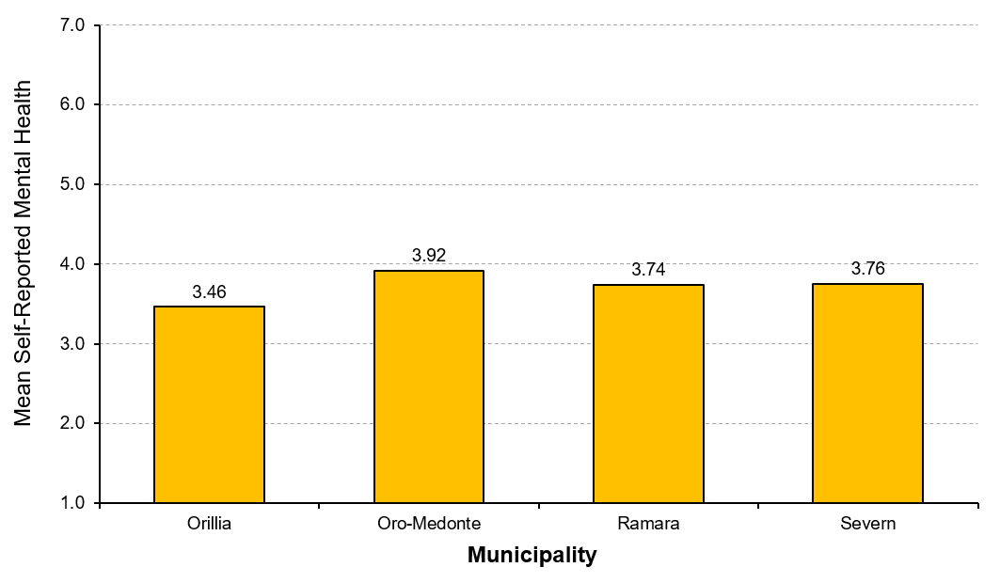 7.0
6.0
5.0
4.0
3.0
2.0
1.0
Mean Self-Reported Mental Health
3.46
3.92
3.74
3.76
Orillia
Oro-Medonte
Ramara
Severn
Municipality